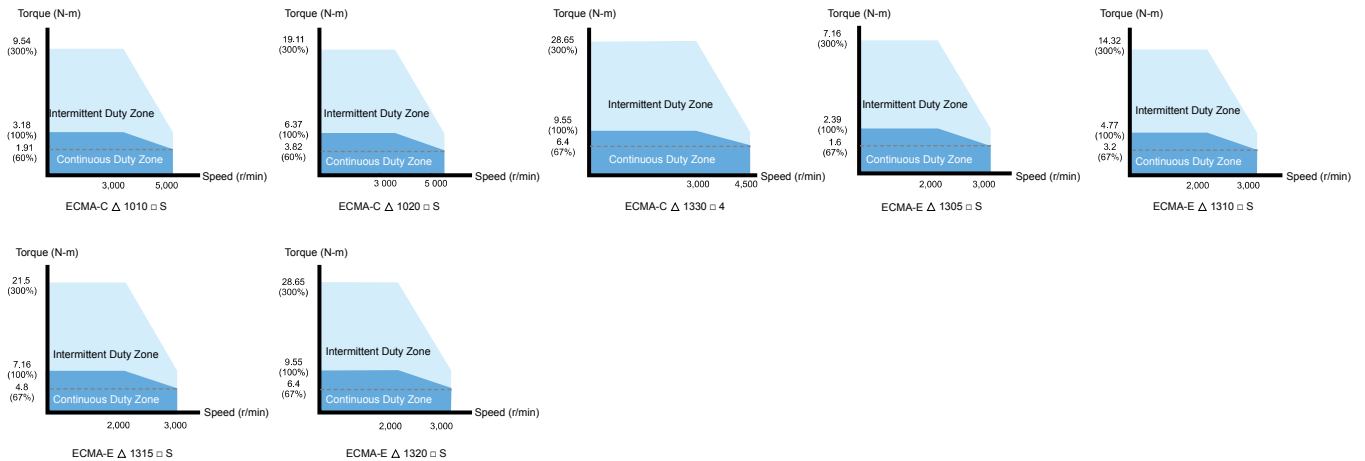 Torque (N-m)
9.54
(300%)
Intermittent Duty Zone
3.18
(100%)
1.91
(60%)
Continuous Duty Zone
Speed (r/min)
3,000
5,000
ECMA-C △ 1010 □ S
Torque (N-m)
19.11
(300%)
Intermittent Duty Zone
6.37
(100%)
3.82
(60%)
Continuous Duty Zone
Speed (r/min)
3 000
5 000
ECMA-C △ 1020 □ S
Torque (N-m)
28.65
(300%)
Intermittent Duty Zone
9.55
(100%)
6.4
(67%)
Continuous Duty Zone
Speed (r/min)
3,000
4,500
ECMA-C △ 1330 □ 4
Torque (N-m)
7.16
(300%)
Intermittent Duty Zone
2.39
(100%)
1.6
(67%)
Continuous Duty Zone
Speed (r/min)
2,000
3,000
ECMA-E △ 1305 □ S
Torque (N-m)
14.32
(300%)
Intermittent Duty Zone
4.77
(100%)
3.2
(67%)
Continuous Duty Zone
Speed (r/min)
2,000
3,000
ECMA-E △ 1310 □ S
Torque (N-m)
21.5
(300%)
Intermittent Duty Zone
7.16
(100%)
4.8
(67%)
Continuous Duty Zone
Speed (r/min)
2,000
3,000
ECMA-E △ 1315 □ S
Torque (N-m)
28.65
(300%)
Intermittent Duty Zone
9.55
(100%)
6.4
(67%)
Continuous Duty Zone
Speed (r/min)
2,000
3,000
ECMA-E △ 1320 □ S